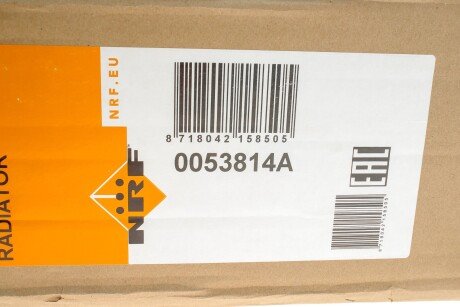 NRF.EU
8 718042 158505
0053814A
EAC
NRF
RADIATOR